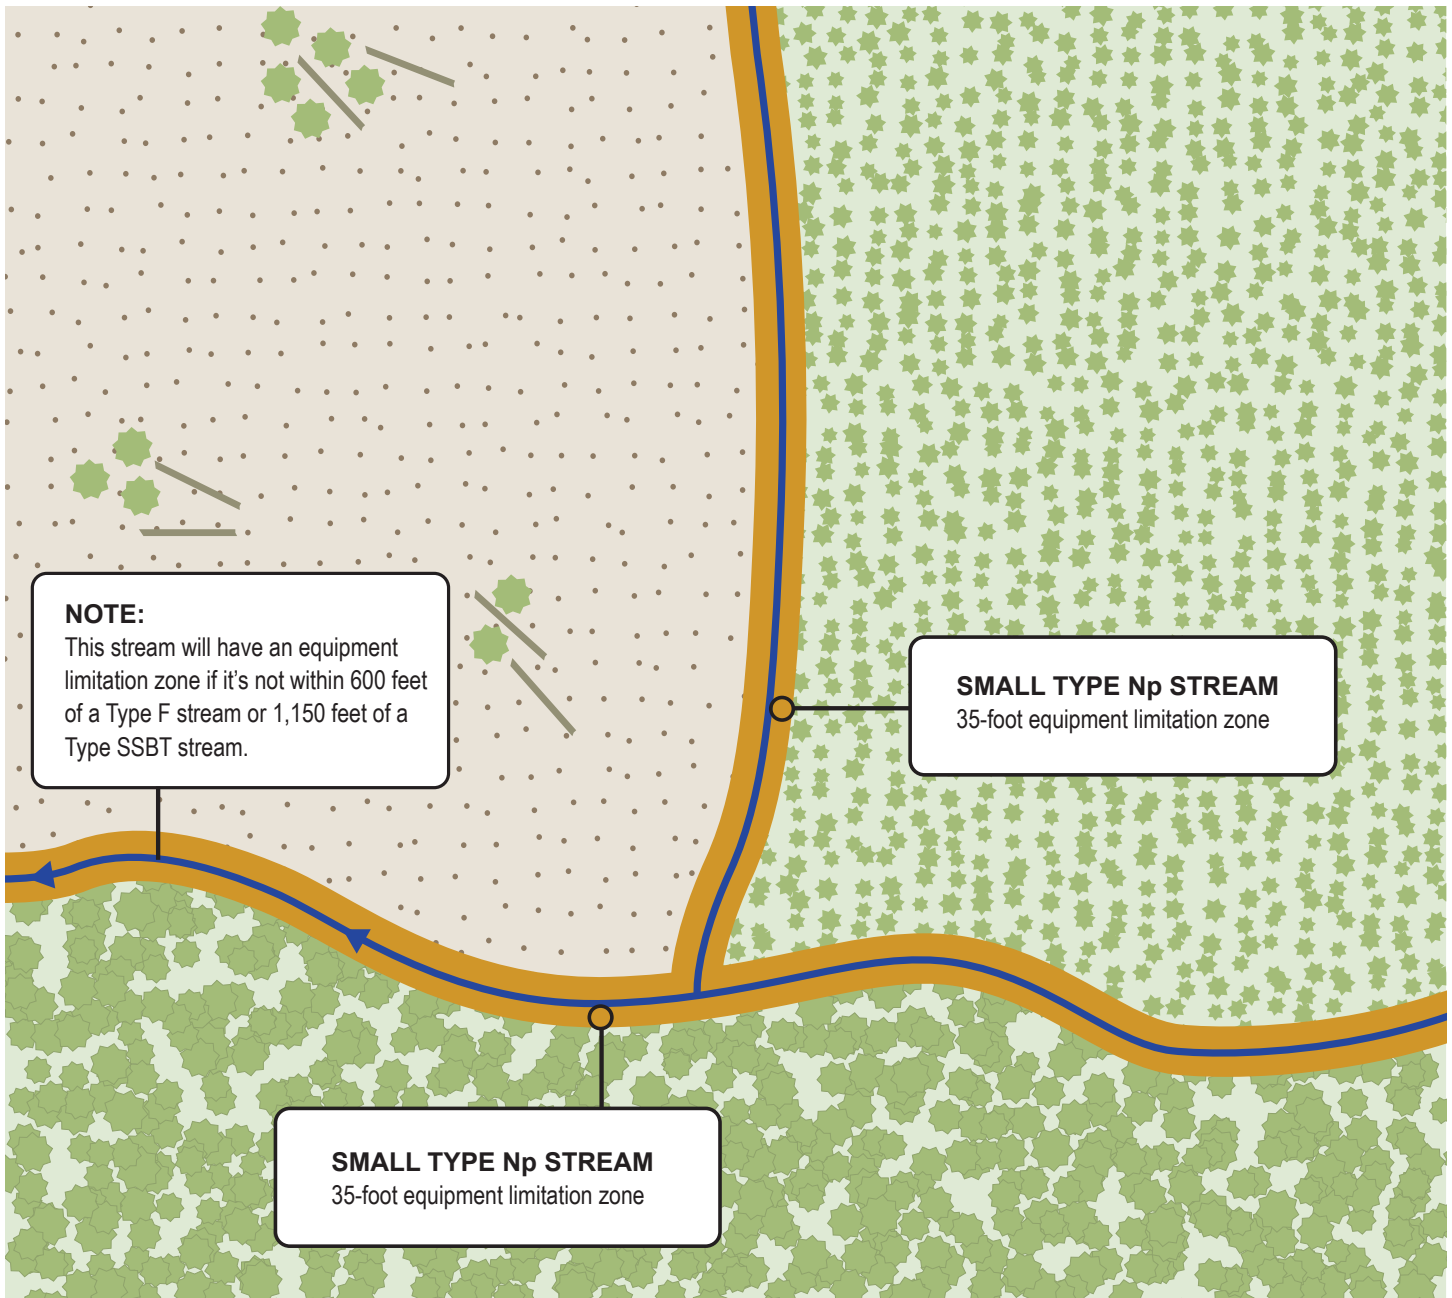 NOTE:
This stream will have an equipment
limitation zone if it's not within 600 feet
of a Type F stream or 1,150 feet of a
Type SSBT stream.
SMALL TYPE Np STREAM
35-foot equipment limitation zone
SMALL TYPE Np STREAM
35-foot equipment limitation zone